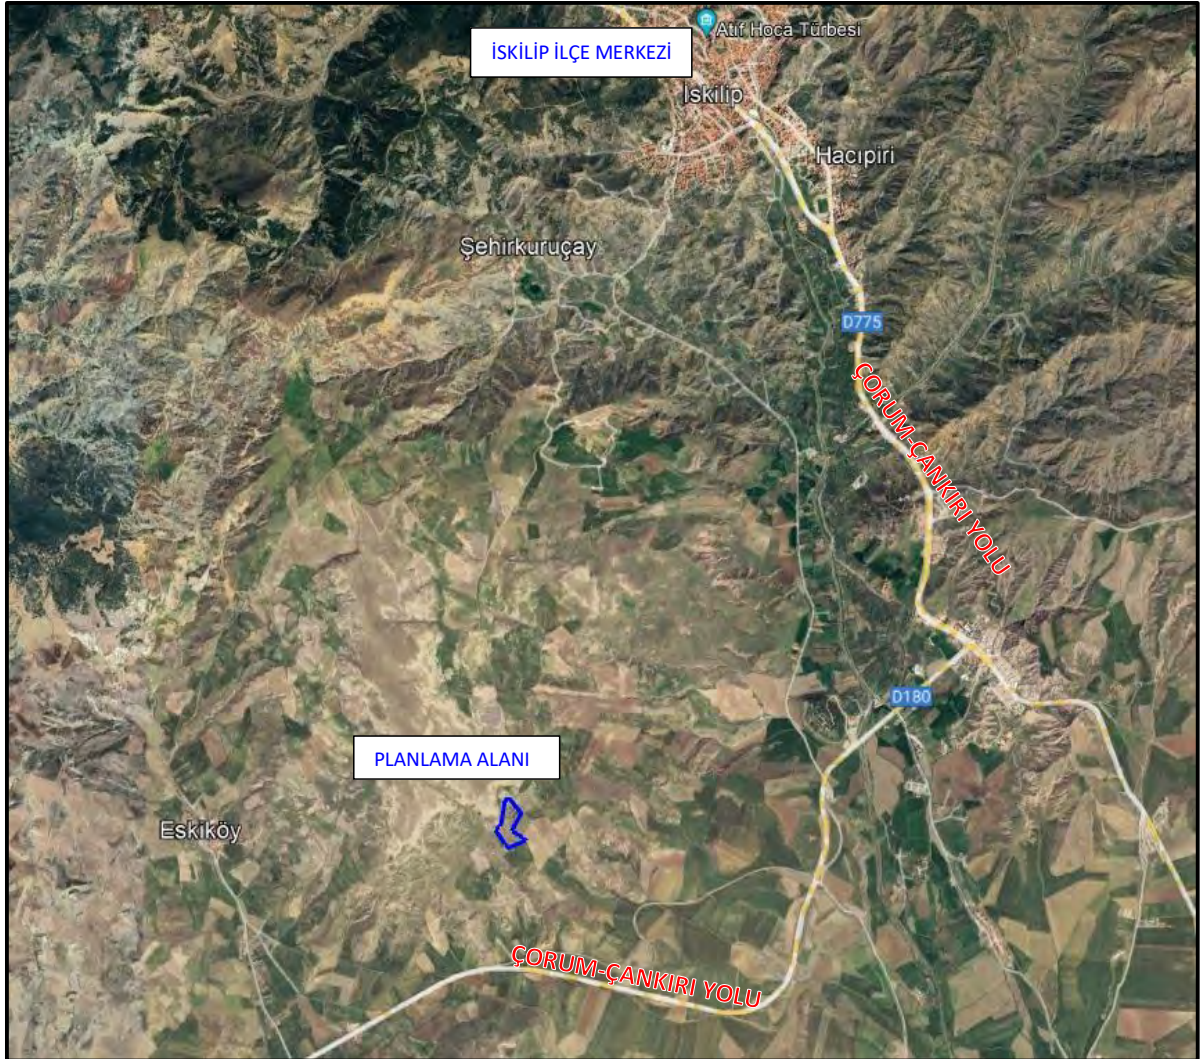 Atıf Hoca Türbesi
İSKİLİP İLÇE MERKEZİ
İskilip
Hacıpiri
Şehirkuruçay
D775
ÇORUM-ÇANKIRI YOLU
D180
PLANLAMA ALANI
Eskiköy
ÇORUM-ÇANKIRI YOLU